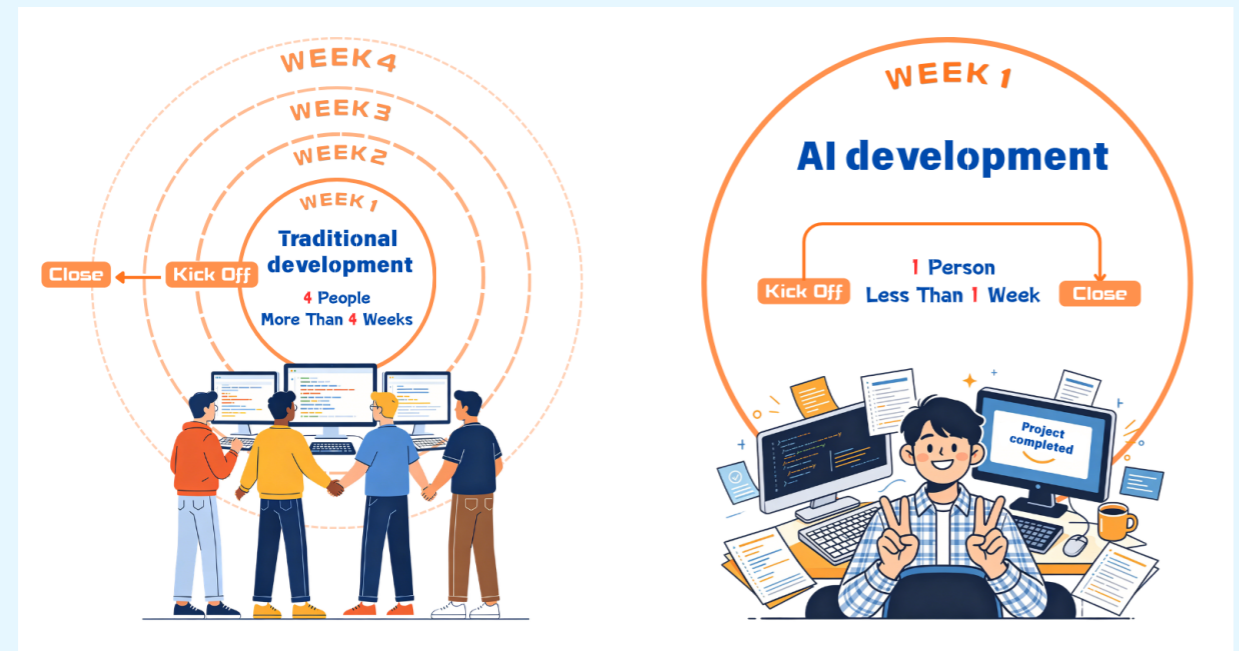 WEEK 4
WEEK 3
WEEK 2
WEEK 1
Traditional
development
4 People
More Than 4 Weeks
Close
Kick Off
WEEK 1
AI development
1 Person
Less Than 1 Week
Kick Off
Close
Project
completed